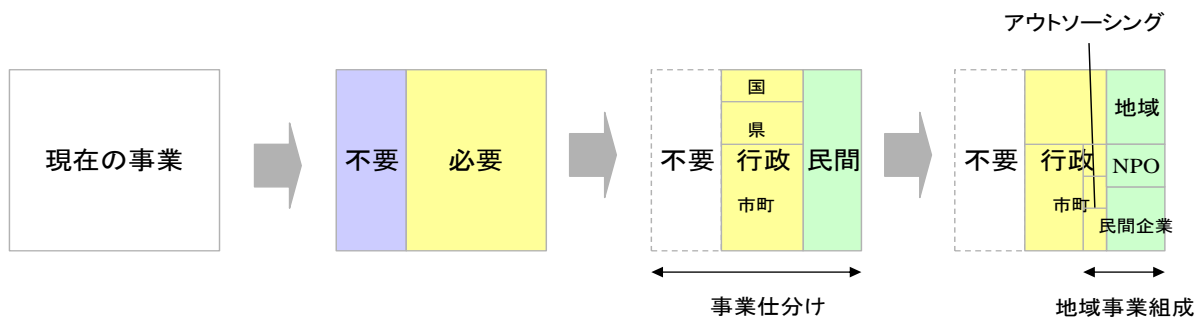 アウトソーシング
現在の事業
不要
必要
不要
国
県
行政
市町
民間
不要
行政
市町
地域
NPO
民間企業
事業仕分け
地域事業組成